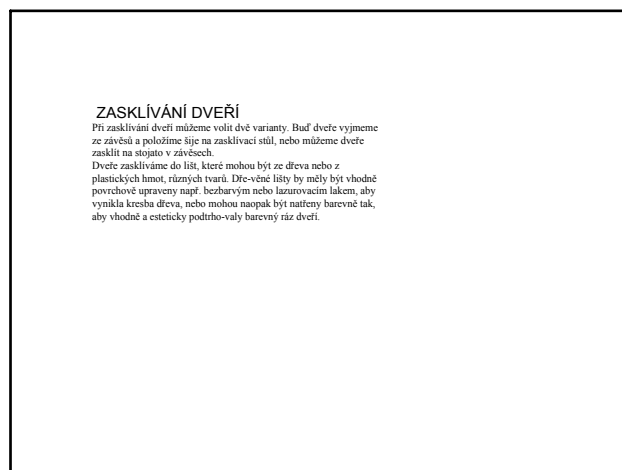 ZASKLÍVÁNÍ DVEŘÍ
Při zasklívání dveří můžeme volit dvě varianty. Buď dveře vyjmeme
ze závěsů a položíme šije na zasklívací stůl, nebo můžeme dveře
zasklít na stojato v závěsech.
Dveře zasklíváme do lišt, které mohou být ze dřeva nebo z
plastických hmot, různých tvarů. Dře-věné lišty by měly být vhodně
povrchově upraveny např. bezbarvým nebo lazurovacím lakem, aby
vynikla kresba dřeva, nebo mohou naopak být natřeny barevně tak,
aby vhodně a esteticky podtrho-valy barevný ráz dveří.